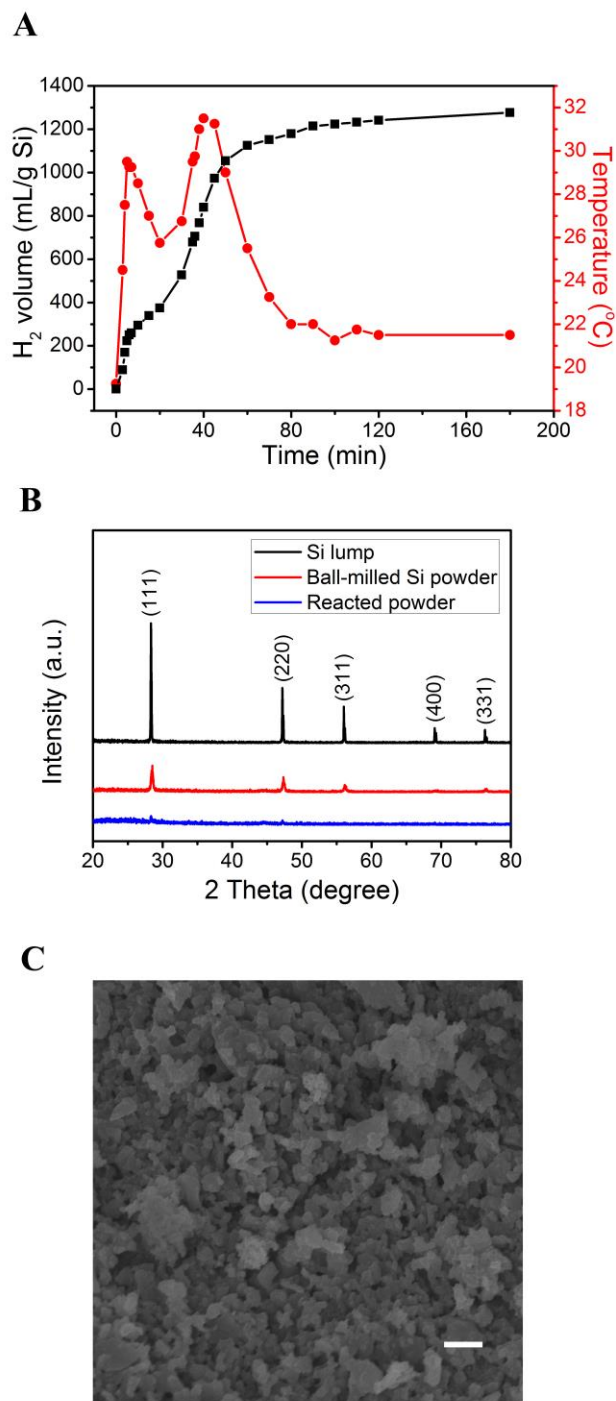 A
1400
1200
1000
800
600
400
200
0
H₂ volume (mL/g Si)
32
30
28
26
24
22
20
18
Temperature (°C)
0 40 80 120 160 200
Time (min)
B
Si lump
Ball-milled Si powder
Reacted powder
(111)
(220)
(311)
(400)
(331)
Intensity (a.u.)
20 30 40 50 60 70 80
2 Theta (degree)
C